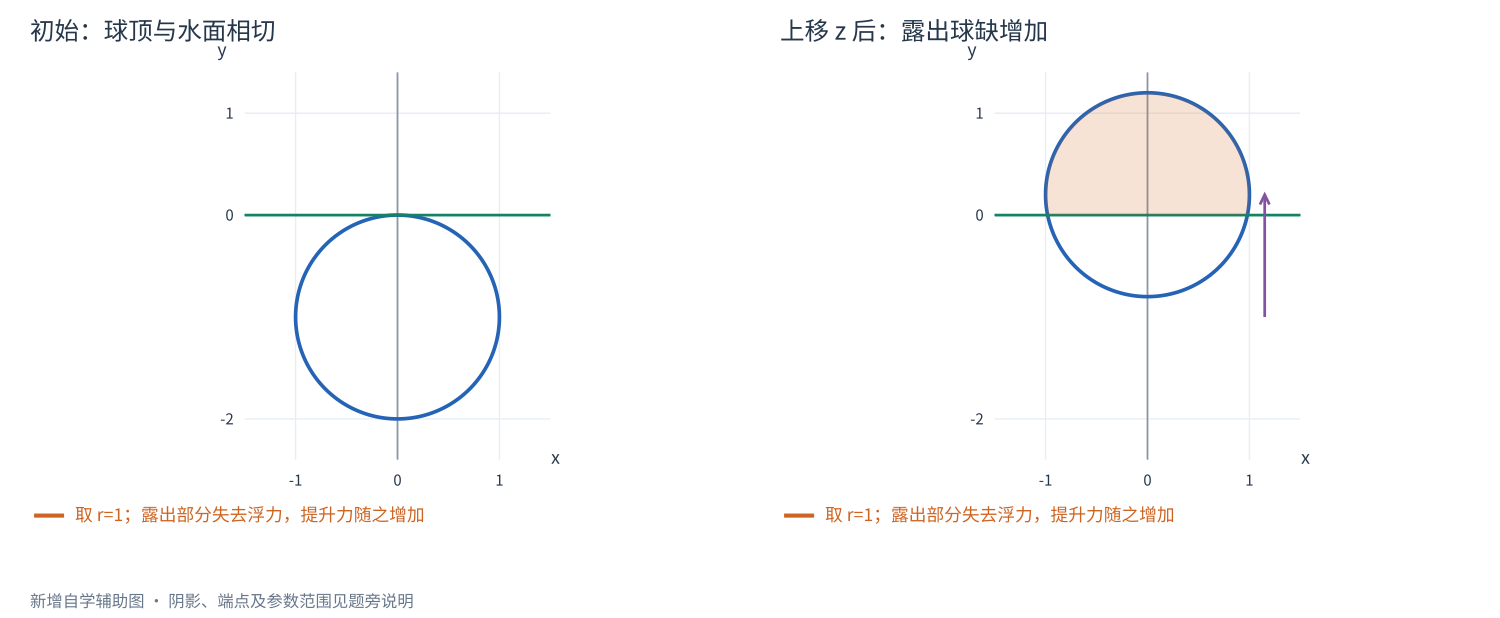 初始：球顶与水面相切
y
1
0
-2
x
-1 0 1
取 r=1；露出部分失去浮力，提升力随之增加
上移 z 后：露出球缺增加
y
1
0
-2
x
-1 0 1
取 r=1；露出部分失去浮力，提升力随之增加
新增自学辅助图 · 阴影、端点及参数范围见题旁说明